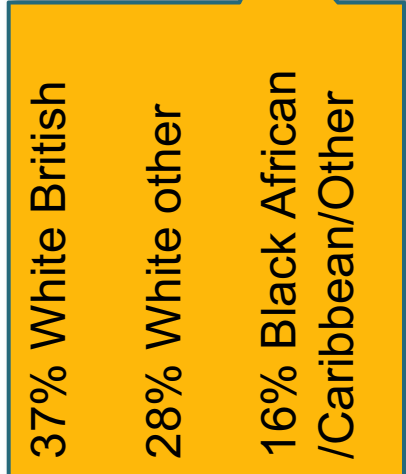 37% White British
28% White other
16% Black African
/Caribbean/Other